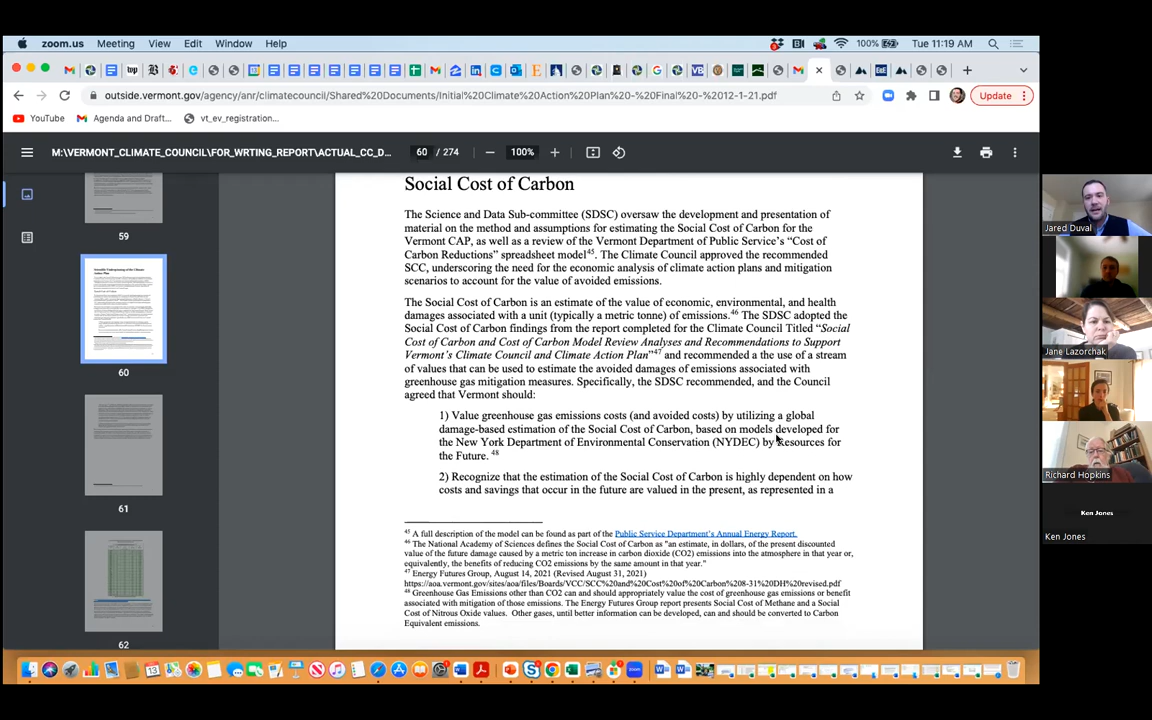 zoom.us Meeting View Edit Window Help 100% Tue 11:19 AM
Update
outside.vermont.gov/agency/anr/climatecouncil/Shared%20Documents/Initial%20Climate%20Action%20Plan%20-%20Final%20-%2012-1-21.pdf
YouTube Agenda and Draft... vt_ev_registration...
M:\VERMONT_CLIMATE_COUNCIL\FOR_WRTING_REPORT\ACTUAL_CC_D... 60 / 274 100%
59
60
61
62
Social Cost of Carbon
The Science and Data Sub-committee (SDSC) oversaw the development and presentation of
material on the method and assumptions for estimating the Social Cost of Carbon for the
Vermont CAP, as well as a review of the Vermont Department of Public Service's “Cost of
Carbon Reductions” spreadsheet model45. The Climate Council approved the recommended
SCC, underscoring the need for the economic analysis of climate action plans and mitigation
scenarios to account for the value of avoided emissions.
The Social Cost of Carbon is an estimate of the value of economic, environmental, and health
damages associated with a unit (typically a metric tonne) of emissions.46 The SDSC adopted the
Social Cost of Carbon findings from the report completed for the Climate Council Titled “Social
Cost of Carbon and Cost of Carbon Model Review Analyses and Recommendations to Support
Vermont's Climate Council and Climate Action Plan”47 and recommended a the use of a stream
of values that can be used to estimate the avoided damages of emissions associated with
greenhouse gas mitigation measures. Specifically, the SDSC recommended, and the Council
agreed that Vermont should:
1) Value greenhouse gas emissions costs (and avoided costs) by utilizing a global
damage-based estimation of the Social Cost of Carbon, based on models developed for
the New York Department of Environmental Conservation (NYDEC) by Resources for
the Future. 48
2) Recognize that the estimation of the Social Cost of Carbon is highly dependent on how
costs and savings that occur in the future are valued in the present, as represented in a
45 A full description of the model can be found as part of the Public Service Department's Annual Energy Report.
46 The National Academy of Sciences defines the Social Cost of Carbon as "an estimate, in dollars, of the present discounted
value of the future damage caused by a metric ton increase in carbon dioxide (CO2) emissions into the atmosphere in that year or,
equivalently, the benefits of reducing CO2 emissions by the same amount in that year."
47 Energy Futures Group, August 14, 2021 (Revised August 31, 2021)
https://aoa.vermont.gov/sites/aoa/files/Boards/VCC/SCC%20and%20Cost%20of%20Carbon%208-31%20DH%20revised.pdf
48 Greenhouse Gas Emissions other than CO2 can and should appropriately value the cost of greenhouse gas emissions or benefit
associated with mitigation of those emissions. The Energy Futures Group report presents Social Cost of Methane and a Social
Cost of Nitrous Oxide values. Other gases, until better information can be developed, can and should be converted to Carbon
Equivalent emissions.
Jared Duval
Jane Lazorchak
Richard Hopkins
Ken Jones
Ken Jones